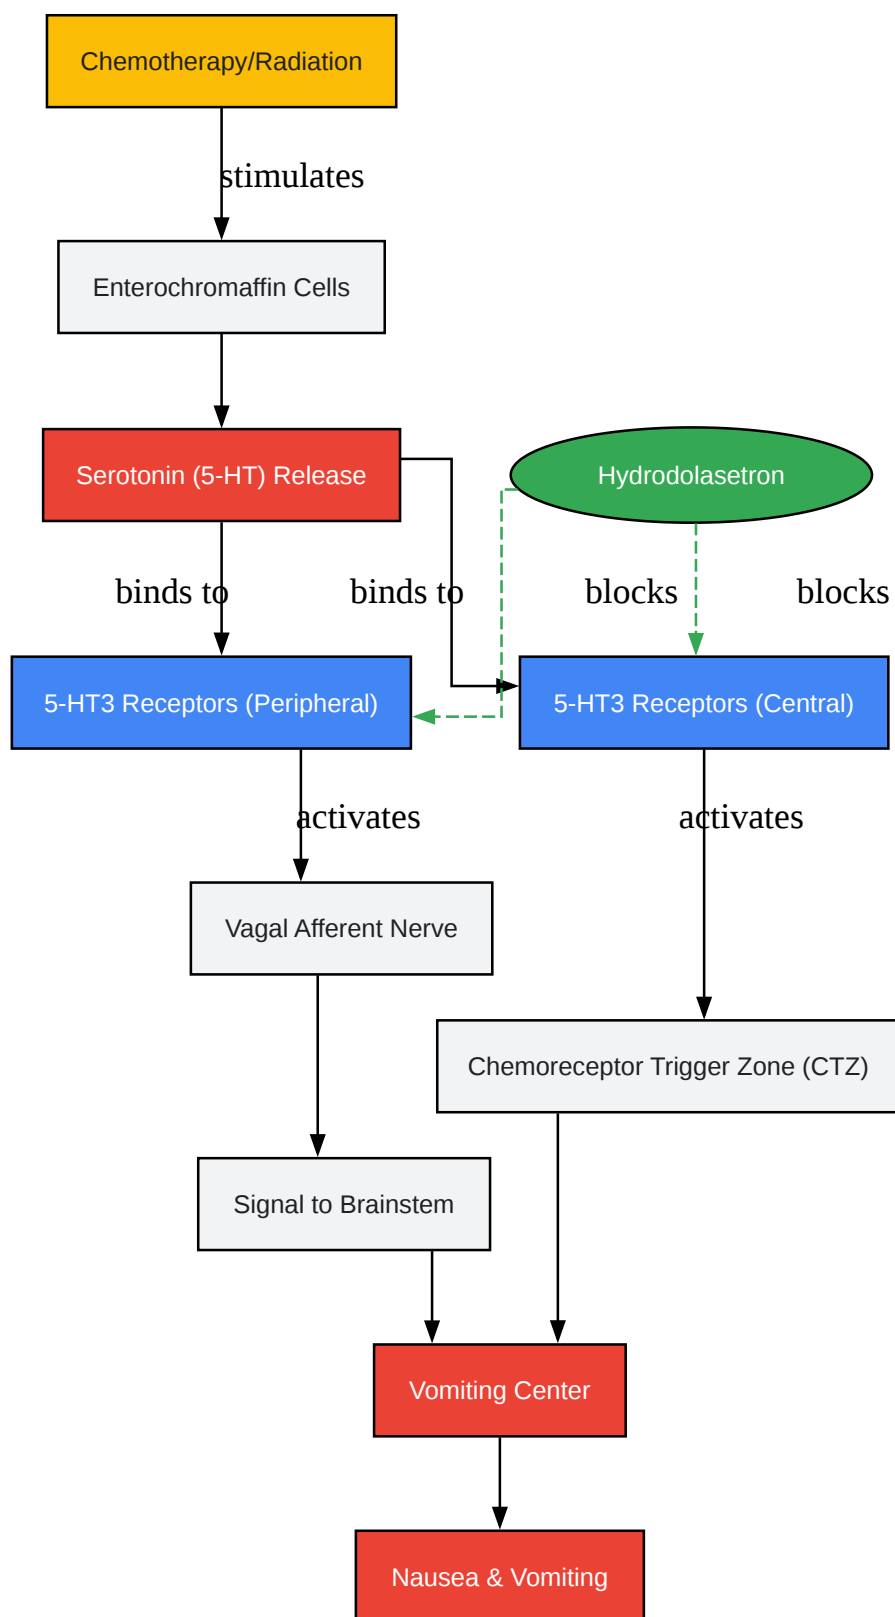 Chemotherapy/Radiation
stimulates
Enterochromaffin Cells
Serotonin (5-HT) Release
Hydrodolasetron
binds to
binds to
blocks
blocks
5-HT3 Receptors (Peripheral)
5-HT3 Receptors (Central)
activates
activates
Vagal Afferent Nerve
Chemoreceptor Trigger Zone (CTZ)
Signal to Brainstem
Vomiting Center
Nausea & Vomiting